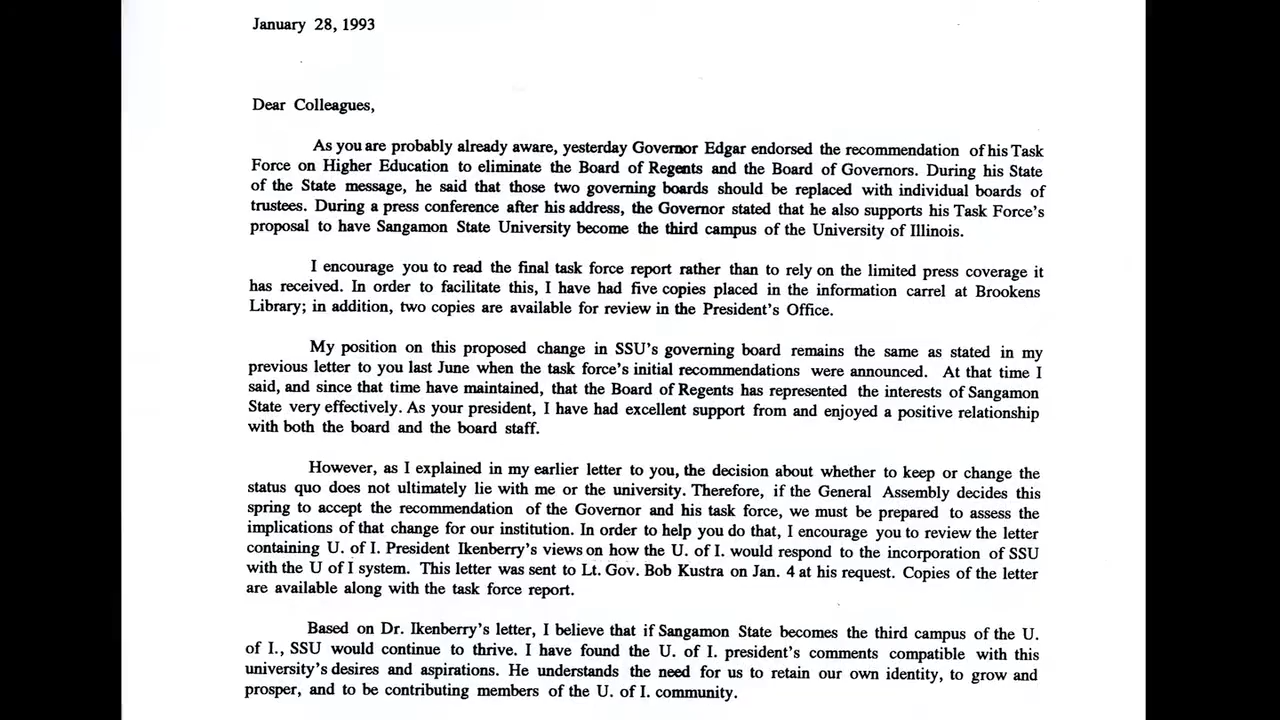 January 28, 1993
Dear Colleagues,
As you are probably already aware, yesterday Governor Edgar endorsed the recommendation of his Task
Force on Higher Education to eliminate the Board of Regents and the Board of Governors. During his State
of the State message, he said that those two governing boards should be replaced with individual boards of
trustees. During a press conference after his address, the Governor stated that he also supports his Task Force's
proposal to have Sangamon State University become the third campus of the University of Illinois.
I encourage you to read the final task force report rather than to rely on the limited press coverage it
has received. In order to facilitate this, I have had five copies placed in the information carrel at Brookens
Library; in addition, two copies are available for review in the President's Office.
My position on this proposed change in SSU's governing board remains the same as stated in my
previous letter to you last June when the task force's initial recommendations were announced. At that time I
said, and since that time have maintained, that the Board of Regents has represented the interests of Sangamon
State very effectively. As your president, I have had excellent support from and enjoyed a positive relationship
with both the board and the board staff.
However, as I explained in my earlier letter to you, the decision about whether to keep or change the
status quo does not ultimately lie with me or the university. Therefore, if the General Assembly decides this
spring to accept the recommendation of the Governor and his task force, we must be prepared to assess the
implications of that change for our institution. In order to help you do that, I encourage you to review the letter
containing U. of I. President Ikenberry's views on how the U. of I. would respond to the incorporation of SSU
with the U of I system. This letter was sent to Lt. Gov. Bob Kustra on Jan. 4 at his request. Copies of the letter
are available along with the task force report.
Based on Dr. Ikenberry's letter, I believe that if Sangamon State becomes the third campus of the U.
of I., SSU would continue to thrive. I have found the U. of I. president's comments compatible with this
university's desires and aspirations. He understands the need for us to retain our own identity, to grow and
prosper, and to be contributing members of the U. of I. community.